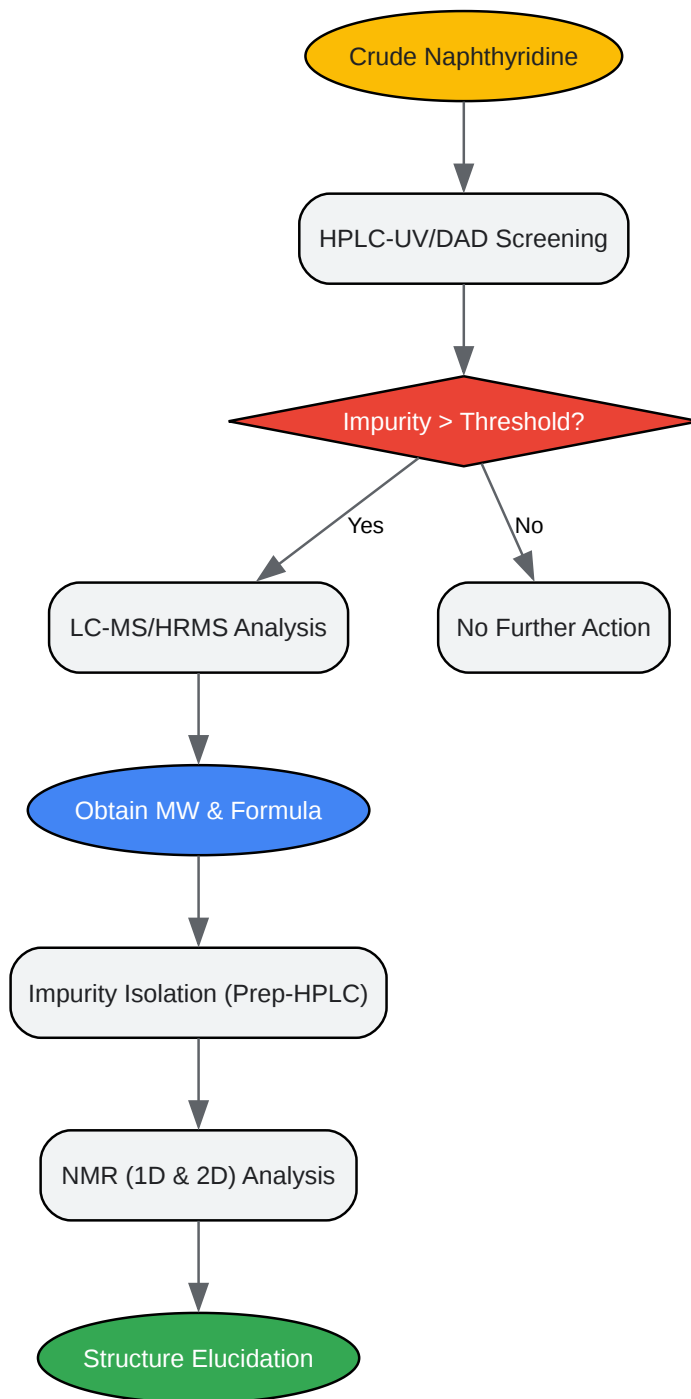 Crude Naphthyridine
HPLC-UV/DAD Screening
Impurity > Threshold?
Yes
No
LC-MS/HRMS Analysis
No Further Action
Obtain MW & Formula
Impurity Isolation (Prep-HPLC)
NMR (1D & 2D) Analysis
Structure Elucidation